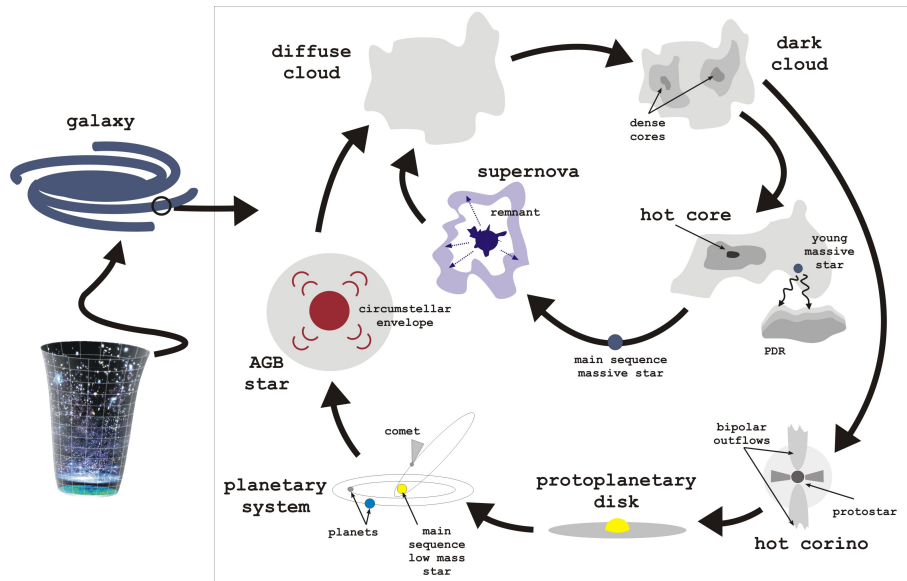 diffuse
cloud
dark
cloud
dense
cores
galaxy
supernova
remnant
hot core
young
massive
star
PDR
circumstellar
envelope
main sequence
massive star
AGB
star
comet
bipolar
outflows
planetary
system
protoplanetary
disk
protostar
planets
main
sequence
low mass
star
hot corino